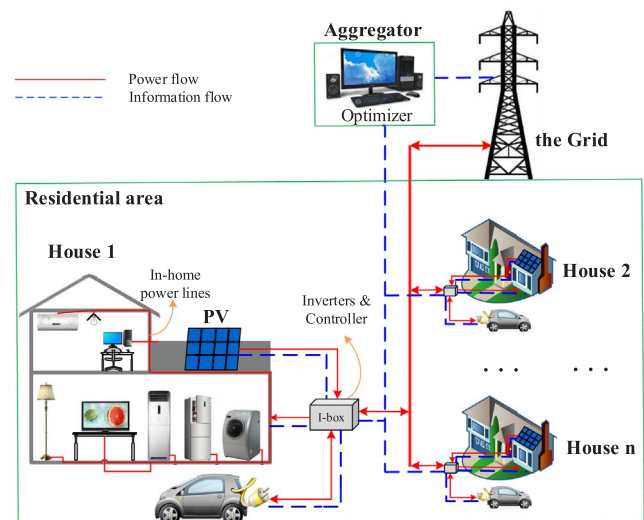 Aggregator
Power flow
Information flow
Optimizer
the Grid
Residential area
House 1
In-home
power lines
PV
Inverters &
Controller
House 2
. . .   . . .
I-box
House n